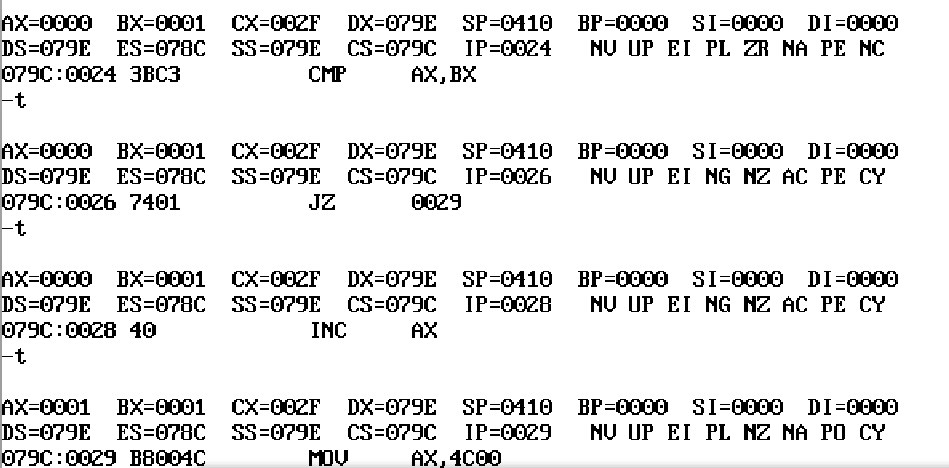 AX=0000  BX=0001  CX=002F  DX=079E  SP=0410  BP=0000  SI=0000  DI=0000
DS=079E  ES=078C  SS=079E  CS=079C  IP=0024   NV UP EI PL ZR NA PE NC
079C:0024 3BC3          CMP     AX,BX
-t
AX=0000  BX=0001  CX=002F  DX=079E  SP=0410  BP=0000  SI=0000  DI=0000
DS=079E  ES=078C  SS=079E  CS=079C  IP=0026   NV UP EI NG NZ AC PE CY
079C:0026 7401          JZ      0029
-t
AX=0000  BX=0001  CX=002F  DX=079E  SP=0410  BP=0000  SI=0000  DI=0000
DS=079E  ES=078C  SS=079E  CS=079C  IP=0028   NV UP EI NG NZ AC PE CY
079C:0028 40            INC     AX
-t
AX=0001  BX=0001  CX=002F  DX=079E  SP=0410  BP=0000  SI=0000  DI=0000
DS=079E  ES=078C  SS=079E  CS=079C  IP=0029   NV UP EI PL NZ NA PO CY
079C:0029 B8004C        MOV     AX,4C00